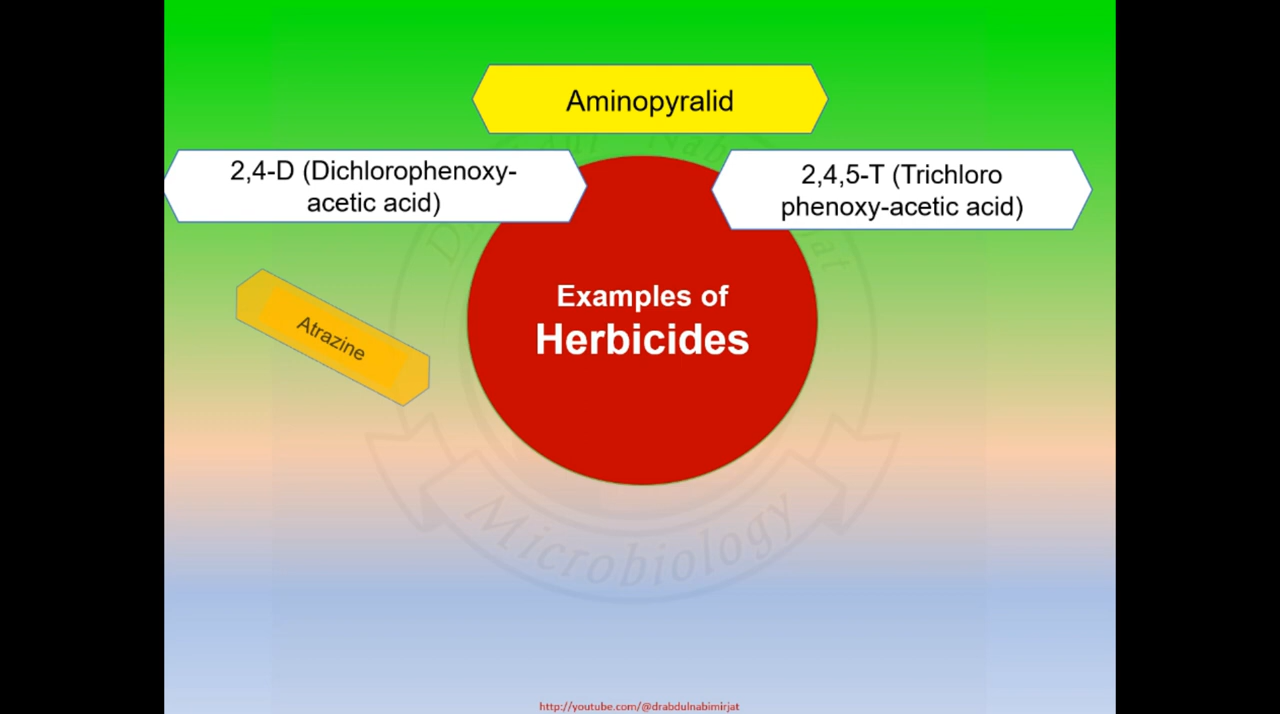 Aminopyralid
2,4-D (Dichlorophenoxy-
acetic acid)
2,4,5-T (Trichloro
phenoxy-acetic acid)
Atrazine
Examples of
Herbicides
Microbiology
http://youtube.com/@drabdulnabimirjat